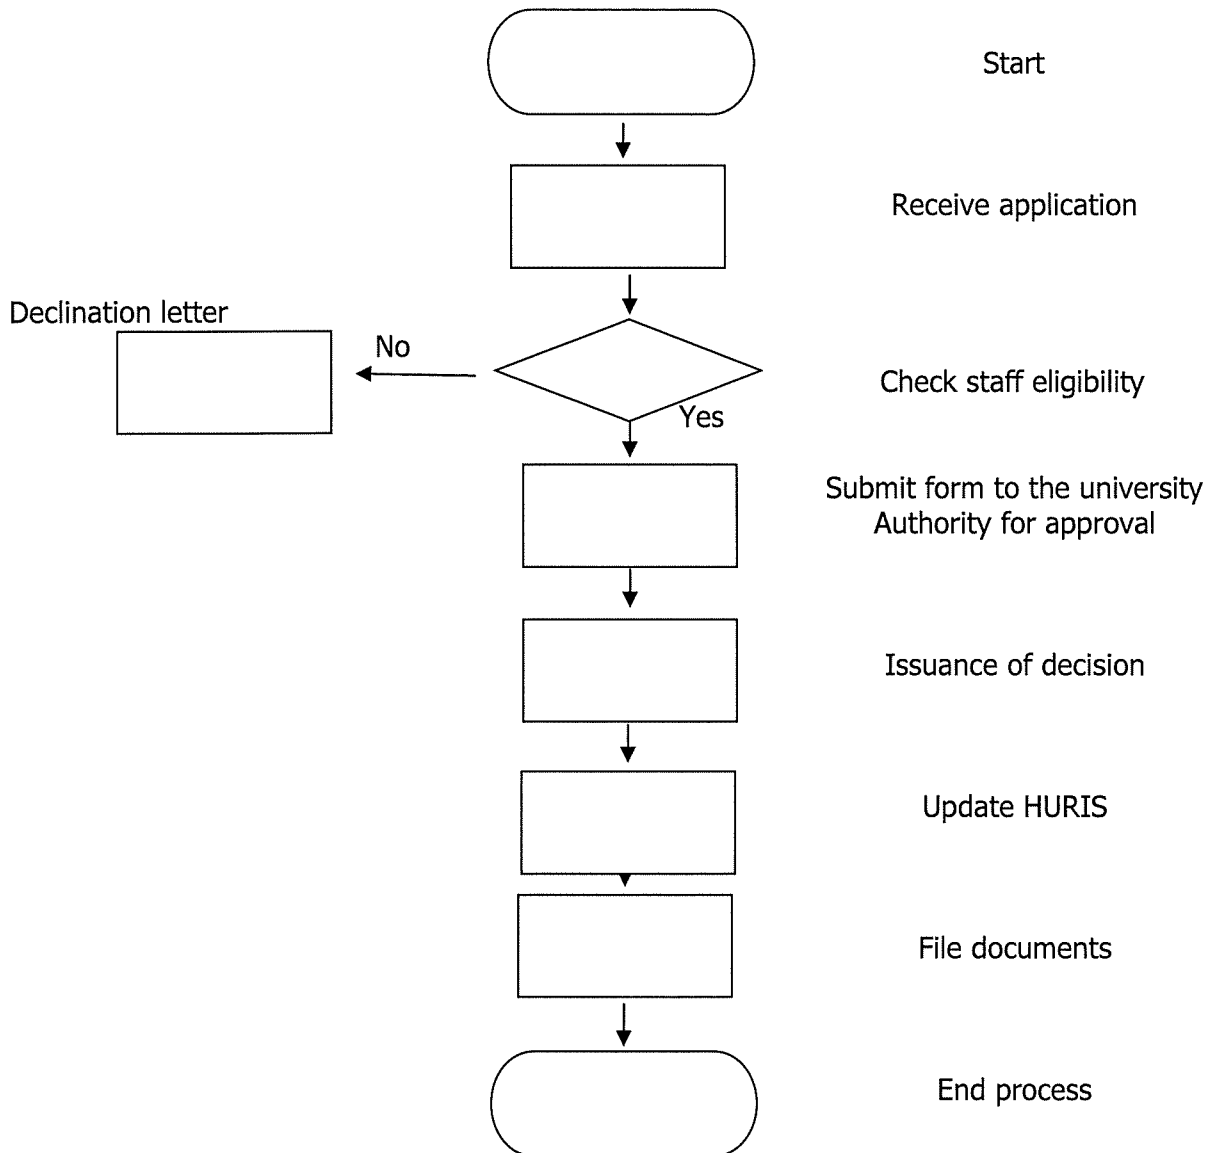 Start
Receive application
Declination letter
No
Check staff eligibility
Yes
Submit form to the university
Authority for approval
Issuance of decision
Update HURIS
File documents
End process